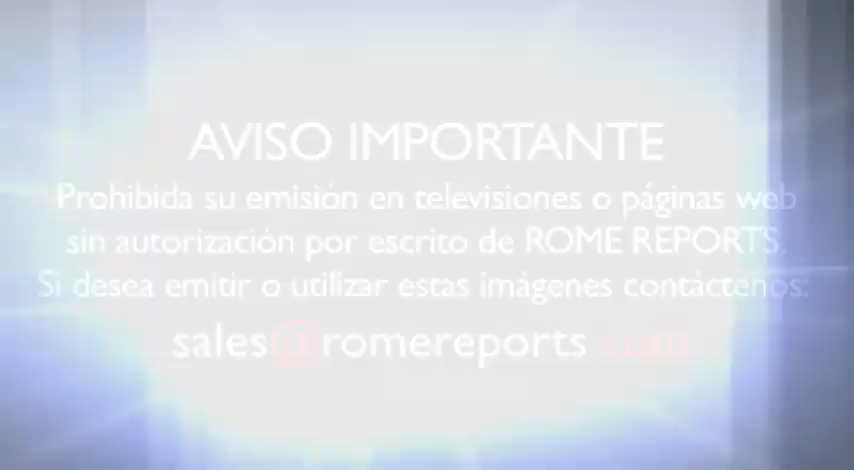 AVISO IMPORTANTE
Prohibida su emisión en televisiones o páginas web
sin autorización por escrito de ROME REPORTS.
Si desea emitir o utilizar estas imágenes contáctenos:
sales@romereports.com